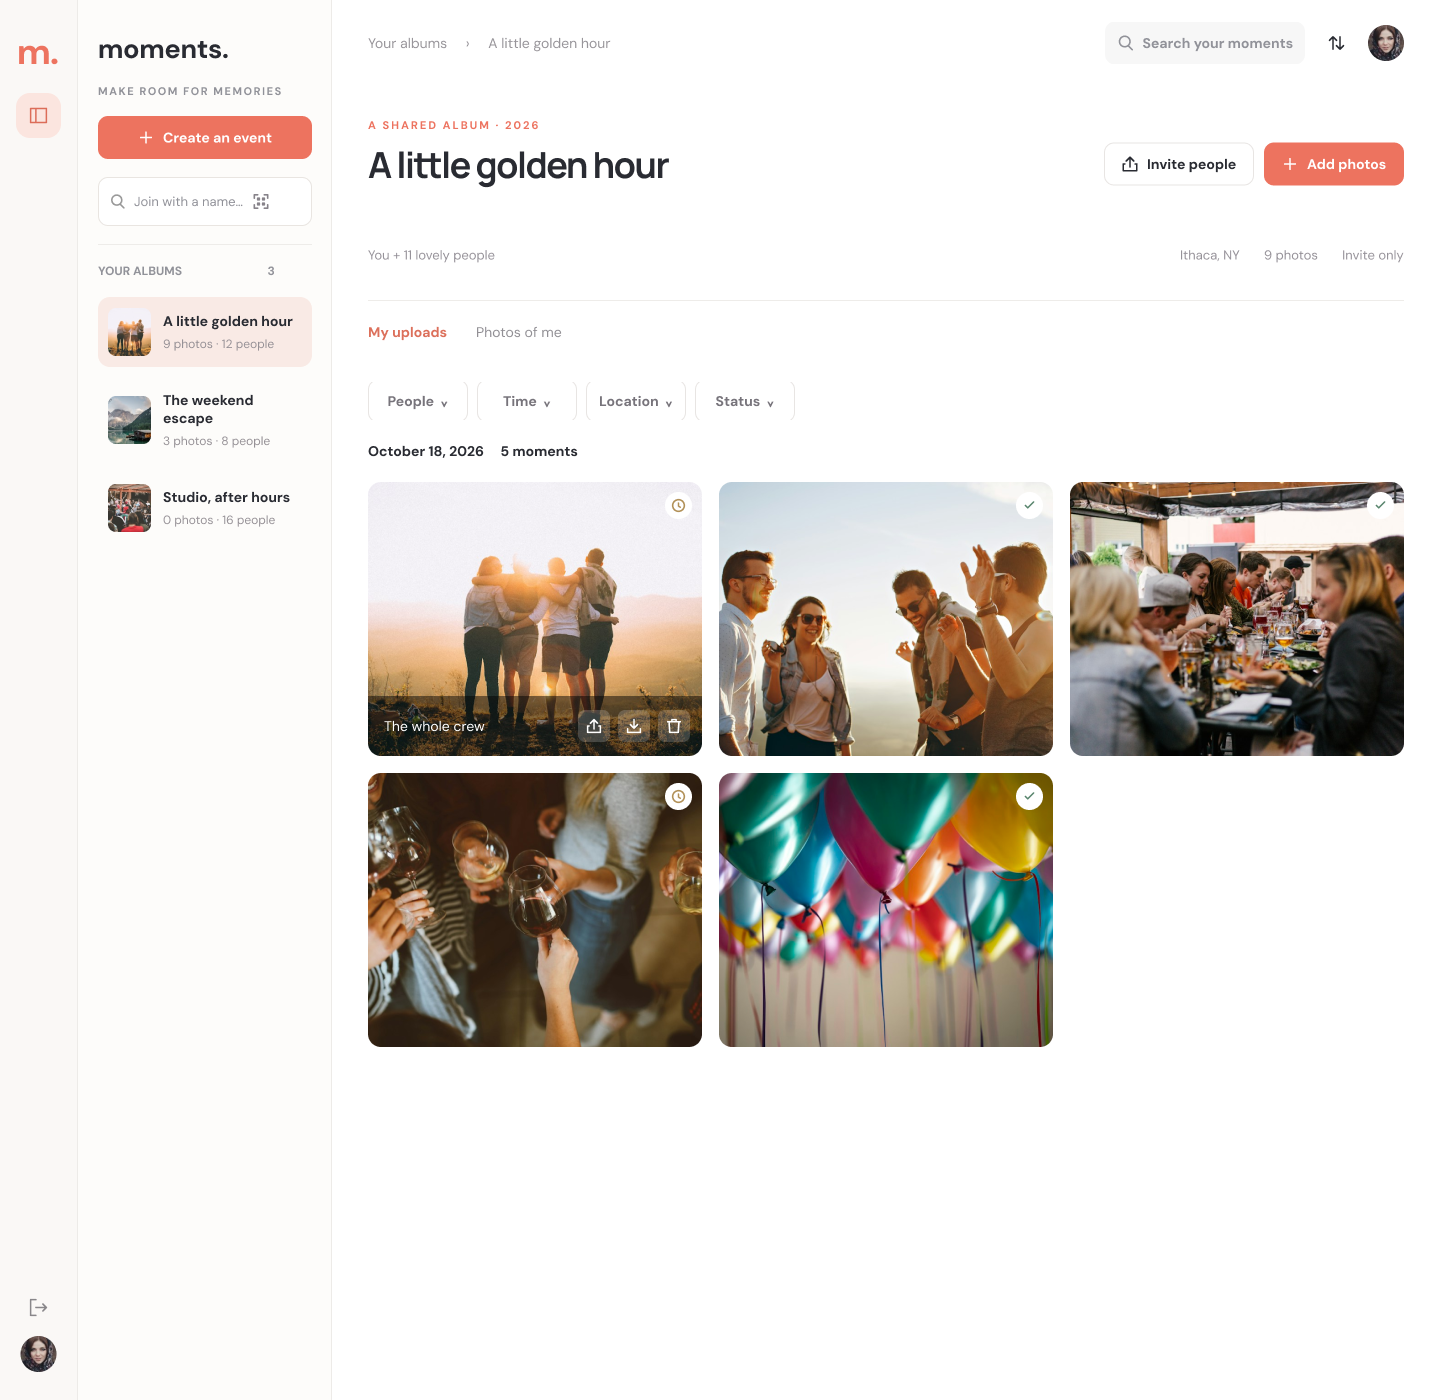 m.
moments.
MAKE ROOM FOR MEMORIES
Create an event
Join with a name...
YOUR ALBUMS 3
A little golden hour
9 photos · 12 people
The weekend
escape
3 photos · 8 people
Studio, after hours
0 photos · 16 people
Your albums › A little golden hour
Search your moments
A SHARED ALBUM · 2026
A little golden hour
Invite people
Add photos
You + 11 lovely people
Ithaca, NY 9 photos Invite only
My uploads Photos of me
People Time Location Status
October 18, 2026 5 moments
The whole crew